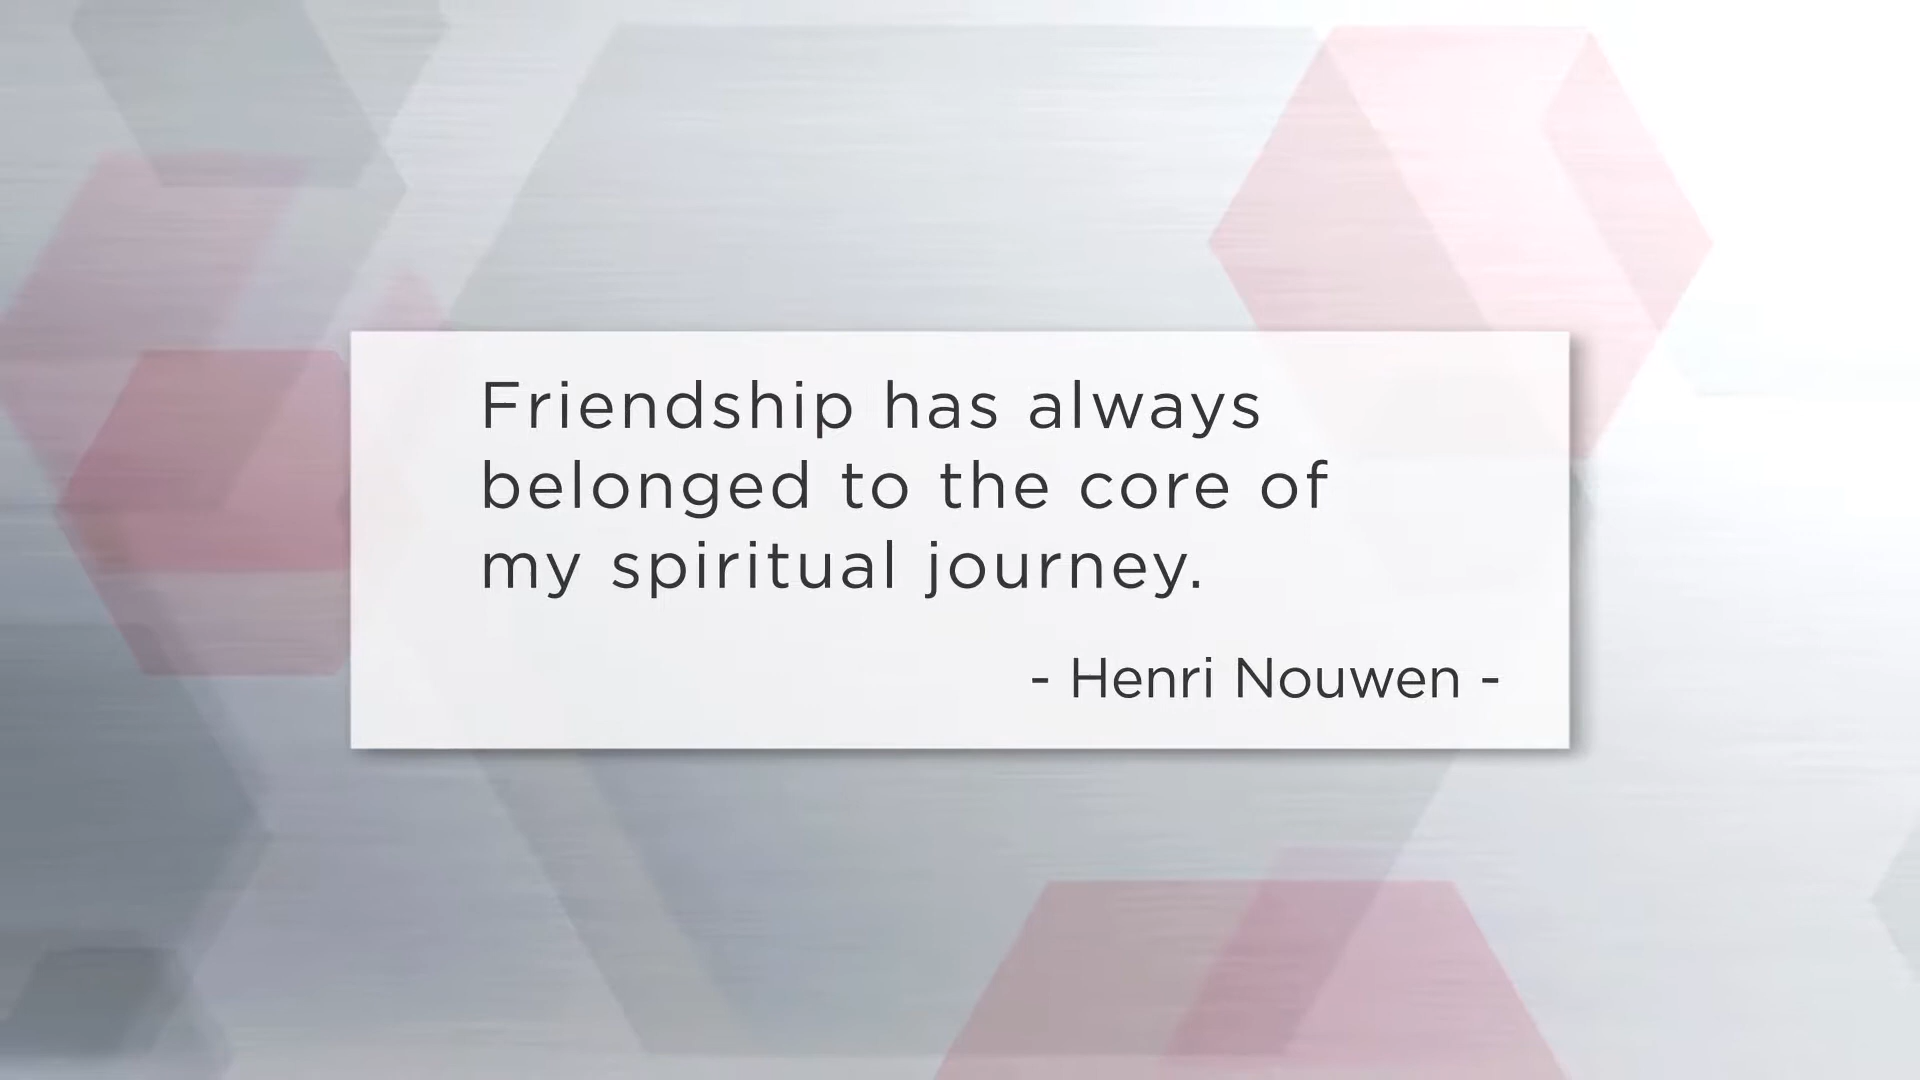 Friendship has always
belonged to the core of
my spiritual journey.
- Henri Nouwen -